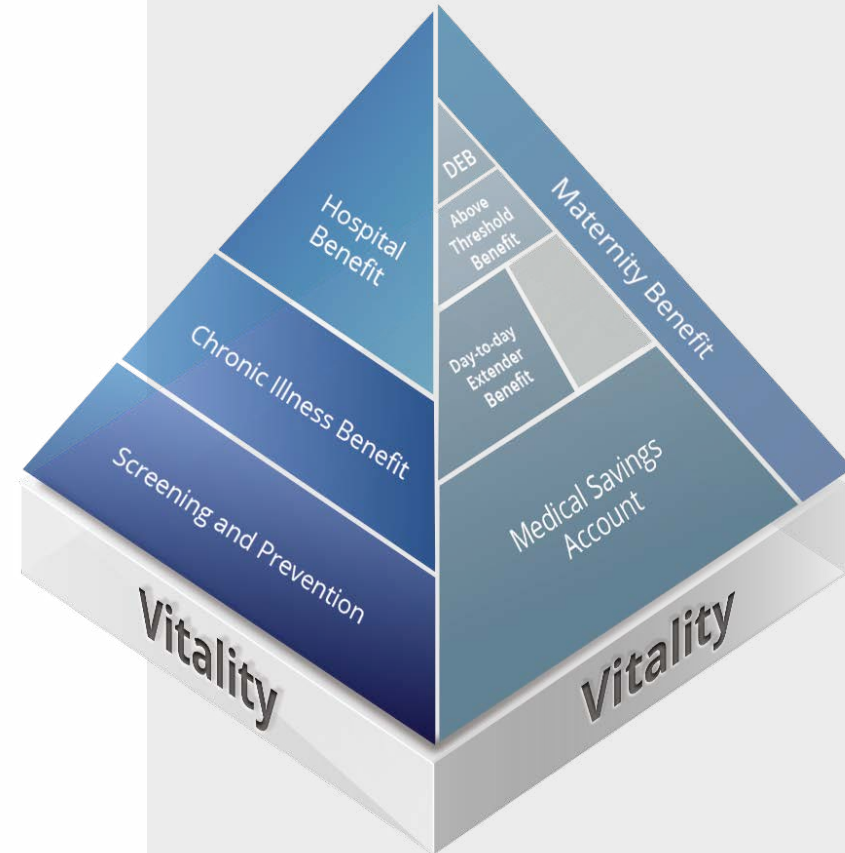 Hospital
Benefit
Chronic Illness Benefit
Screening and Prevention
Vitality
Maternity Benefit
DEB
Above
Threshold
Benefit
Day-to-day
Extender
Benefit
Medical Savings
Account
Vitality